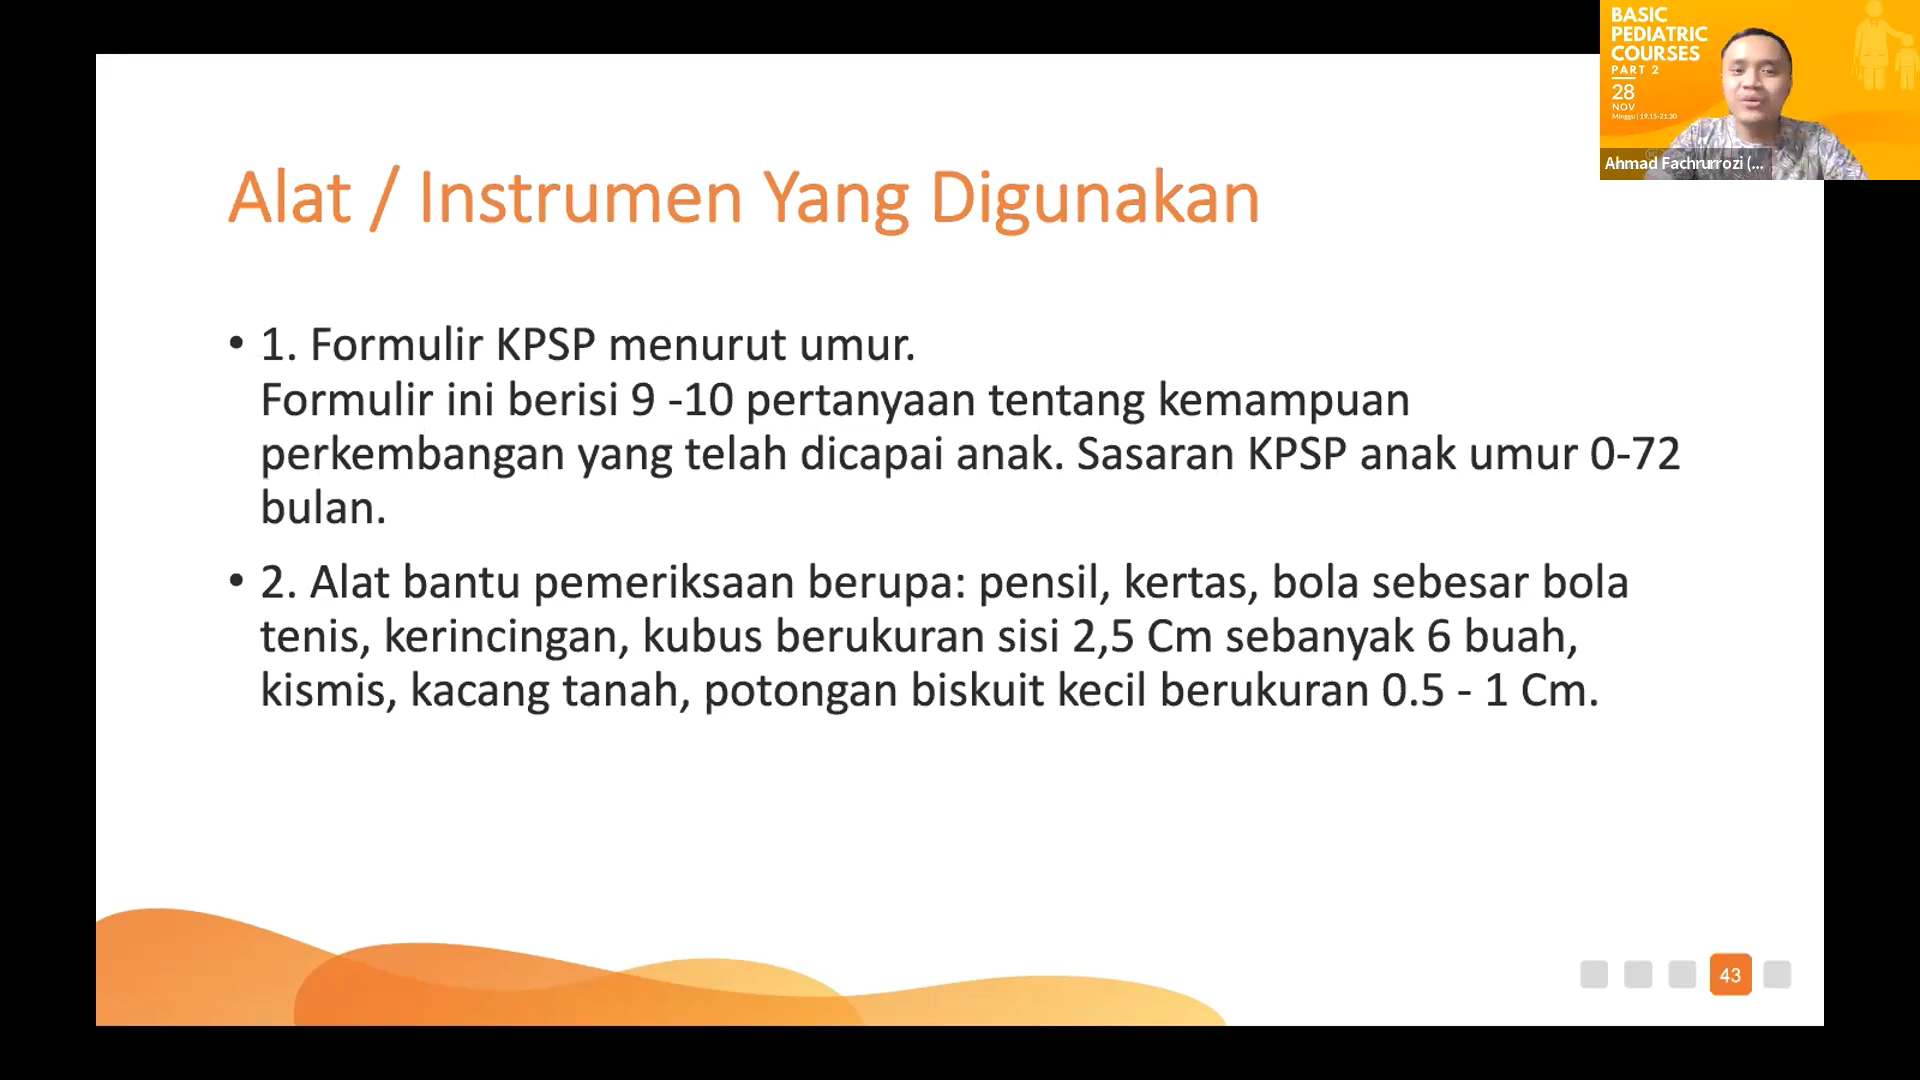 BASIC
PEDIATRIC
COURSES
PART 2
28
NOV
Minggu | 19.15-21.30
Ahmad Fachrurrozi (...
Alat / Instrumen Yang Digunakan
• 1. Formulir KPSP menurut umur.
Formulir ini berisi 9 -10 pertanyaan tentang kemampuan
perkembangan yang telah dicapai anak. Sasaran KPSP anak umur 0-72
bulan.
• 2. Alat bantu pemeriksaan berupa: pensil, kertas, bola sebesar bola
tenis, kerincingan, kubus berukuran sisi 2,5 Cm sebanyak 6 buah,
kismis, kacang tanah, potongan biskuit kecil berukuran 0.5 - 1 Cm.
43